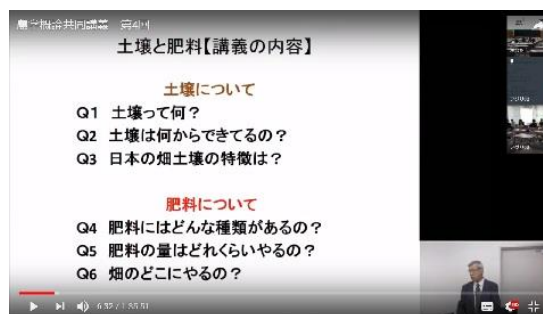 農学概論共同講義 第4回
土壌と肥料【講義の内容】
土壌について
Q1 土壌って何？
Q2 土壌は何からできてるの？
Q3 日本の畑土壌の特徴は？
肥料について
Q4 肥料にはどんな種類があるの？
Q5 肥料の量はどれくらいやるの？
Q6 畑のどこにやるの？